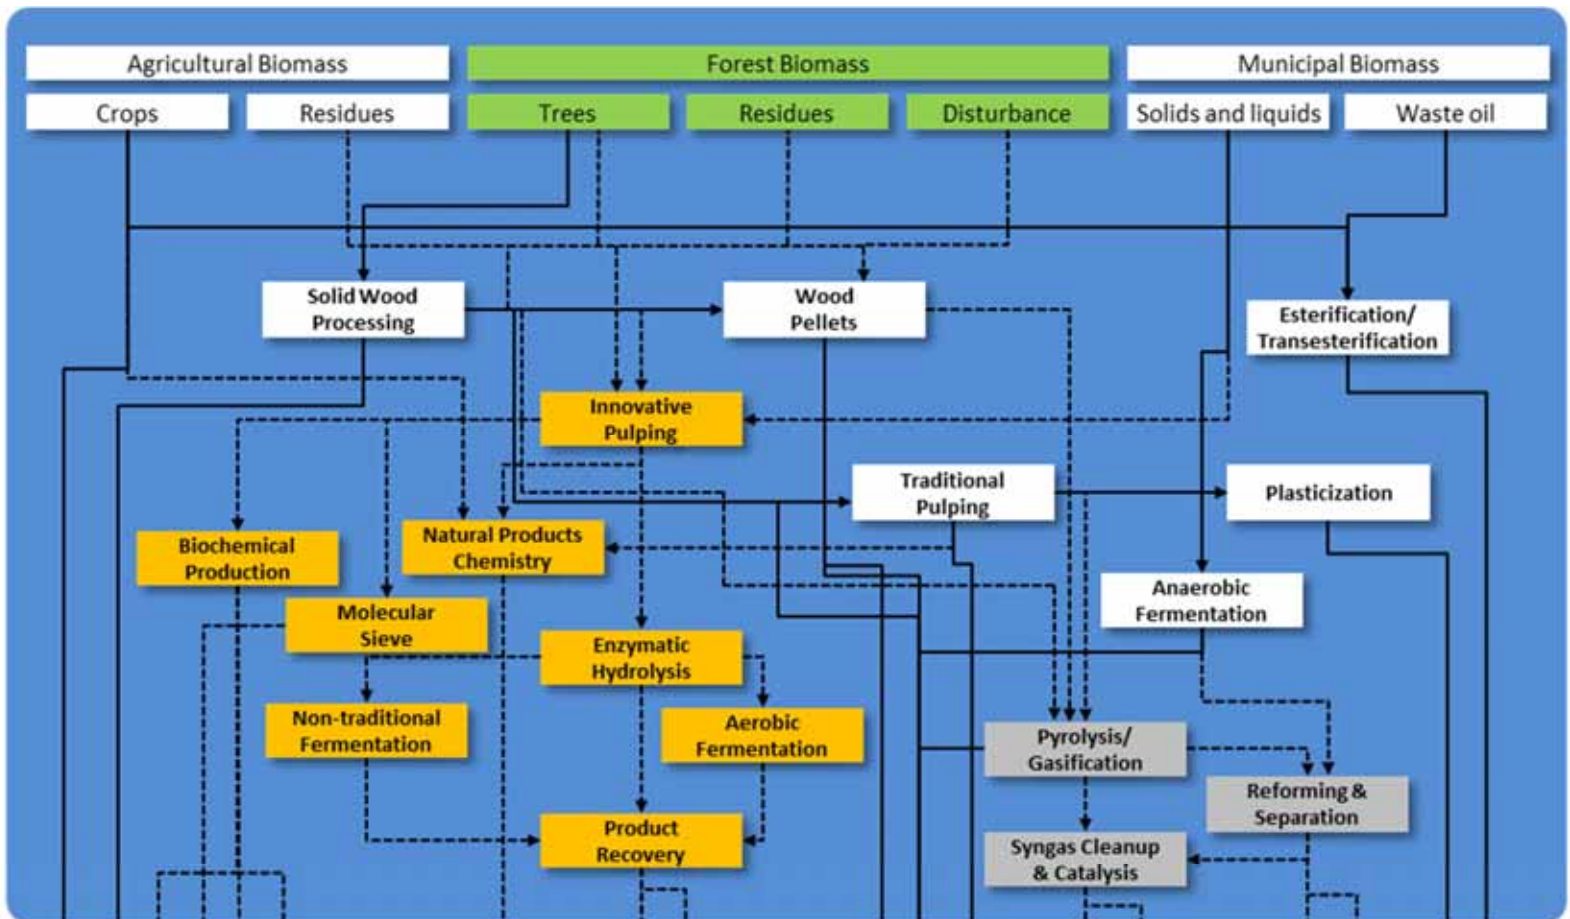 Agricultural Biomass
Forest Biomass
Municipal Biomass
Crops
Residues
Trees
Residues
Disturbance
Solids and liquids
Waste oil
Solid Wood
Processing
Wood
Pellets
Esterification/
Transesterification
Innovative
Pulping
Traditional
Pulping
Plasticization
Natural Products
Chemistry
Biochemical
Production
Anaerobic
Fermentation
Molecular
Sieve
Enzymatic
Hydrolysis
Non-traditional
Fermentation
Aerobic
Fermentation
Pyrolysis/
Gasification
Reforming &
Separation
Product
Recovery
Syngas Cleanup
& Catalysis